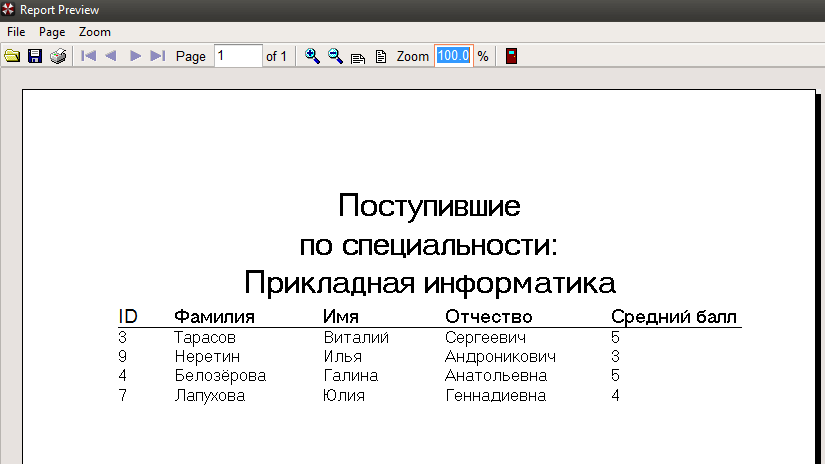 Report Preview
File Page Zoom
Page 1 of 1 Zoom 100.0 %
Поступившие
по специальности:
Прикладная информатика
ID Фамилия Имя Отчество Средний балл
3 Тарасов Виталий Сергеевич 5
9 Неретин Илья Андроникович 3
4 Белозёрова Галина Анатольевна 5
7 Лапухова Юлия Геннадиевна 4